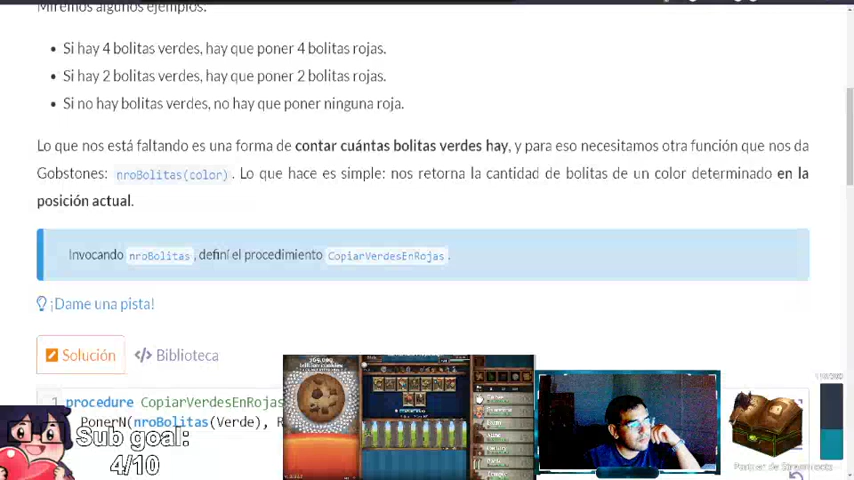 Miremos algunos ejemplos.
Si hay 4 bolitas verdes, hay que poner 4 bolitas rojas.
Si hay 2 bolitas verdes, hay que poner 2 bolitas rojas.
Si no hay bolitas verdes, no hay que poner ninguna roja.
Lo que nos está faltando es una forma de contar cuántas bolitas verdes hay, y para eso necesitamos otra función que nos da
Gobstones: nroBolitas(color). Lo que hace es simple: nos retorna la cantidad de bolitas de un color determinado en la
posición actual.
Invocando nroBolitas, definí el procedimiento CopiarVerdesEnRojas.
¡Dame una pista!
Solución </> Biblioteca
1 procedure CopiarVerdesEnRojas
PonerN(nroBolitas(Verde), R
Sub goal:
4/10